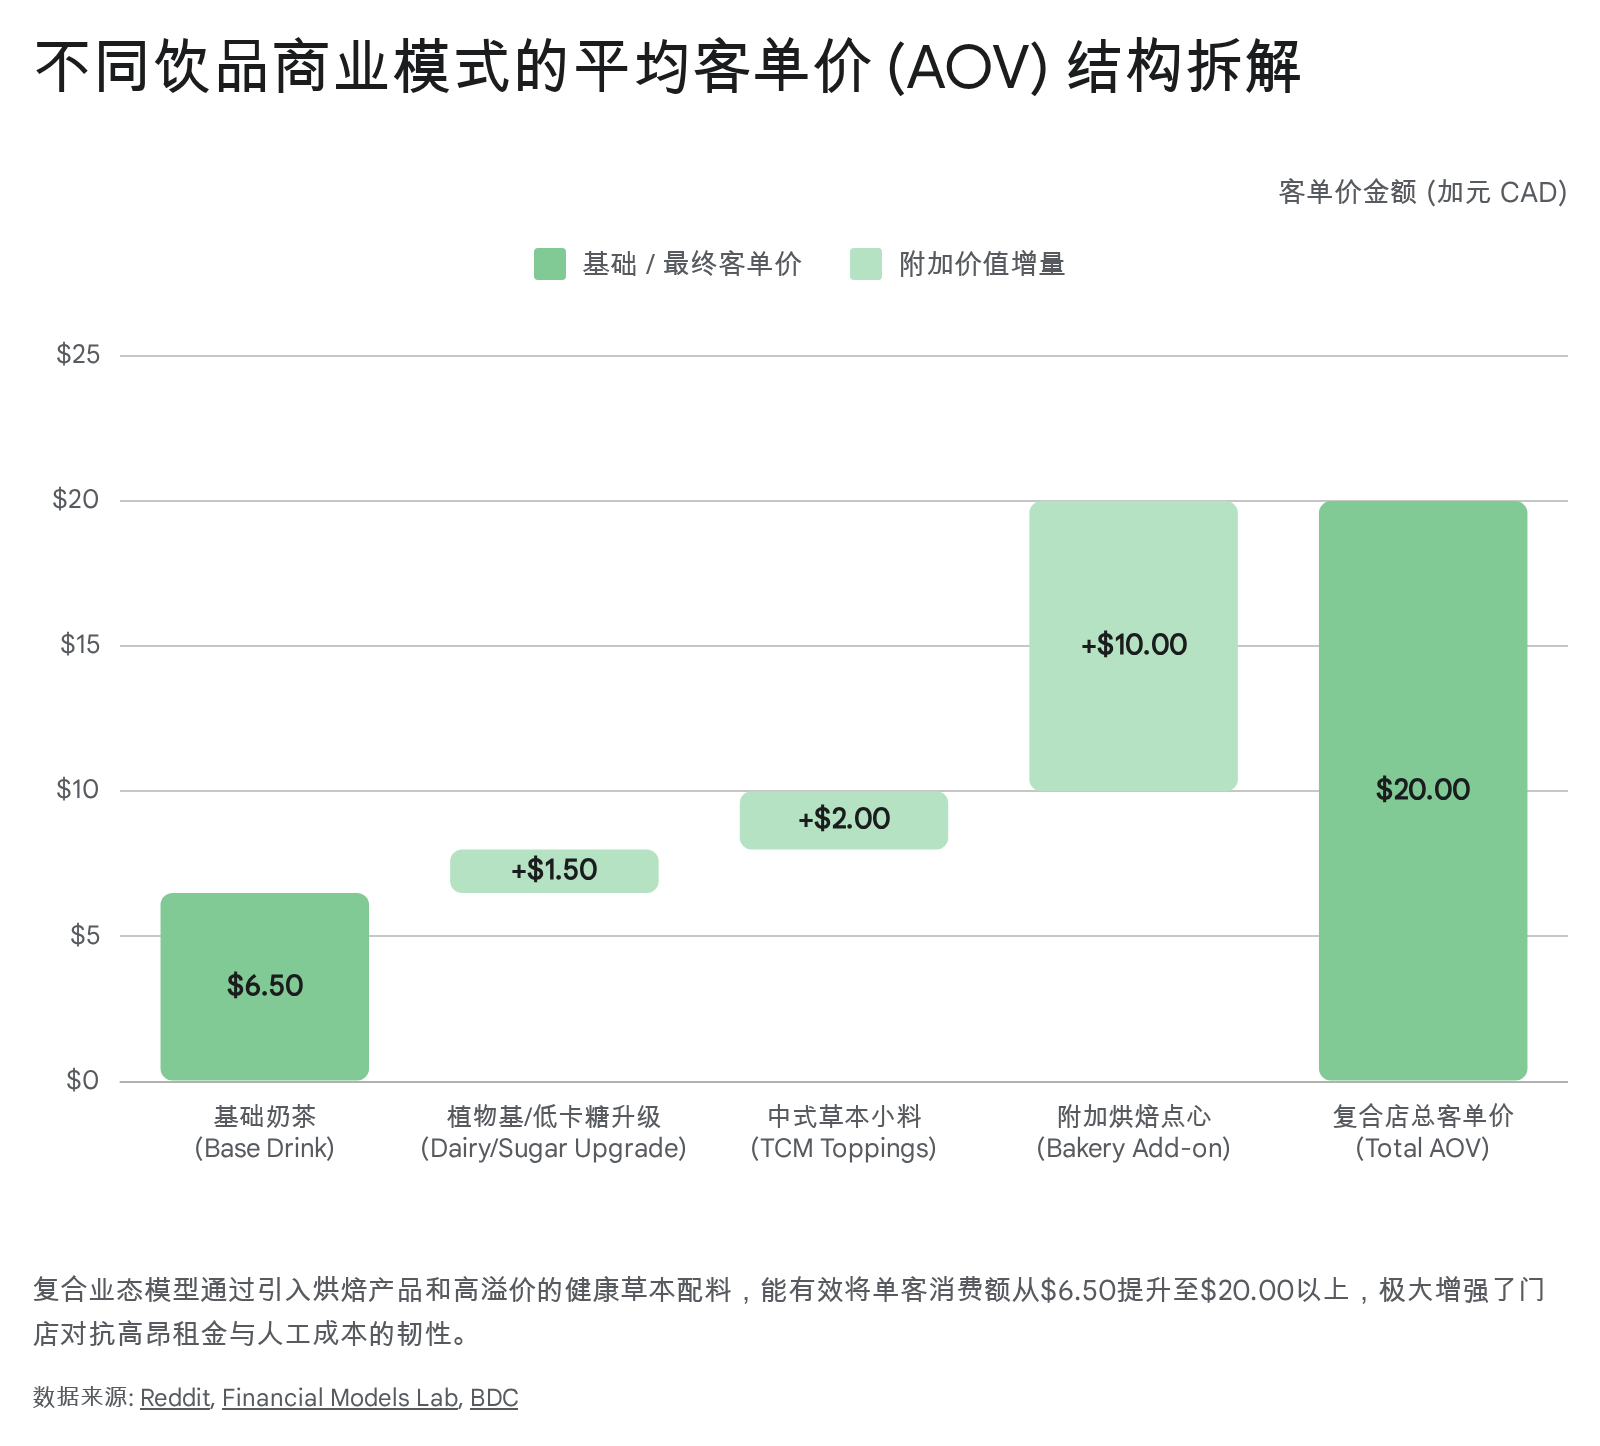 不同饮品商业模式的平均客单价 (AOV) 结构拆解
客单价金额 (加元 CAD)
基础 / 最终客单价
附加价值增量
$25
$20
$15
$10
$5
$0
$6.50
+$1.50
+$2.00
+$10.00
$20.00
基础奶茶
(Base Drink)
植物基/低卡糖升级
(Dairy/Sugar Upgrade)
中式草本小料
(TCM Toppings)
附加烘焙点心
(Bakery Add-on)
复合店总客单价
(Total AOV)
复合业态模型通过引入烘焙产品和高溢价的健康草本配料，能有效将单客消费额从$6.50提升至$20.00以上，极大增强了门
店对抗高昂租金与人工成本的韧性。
数据来源: Reddit, Financial Models Lab, BDC